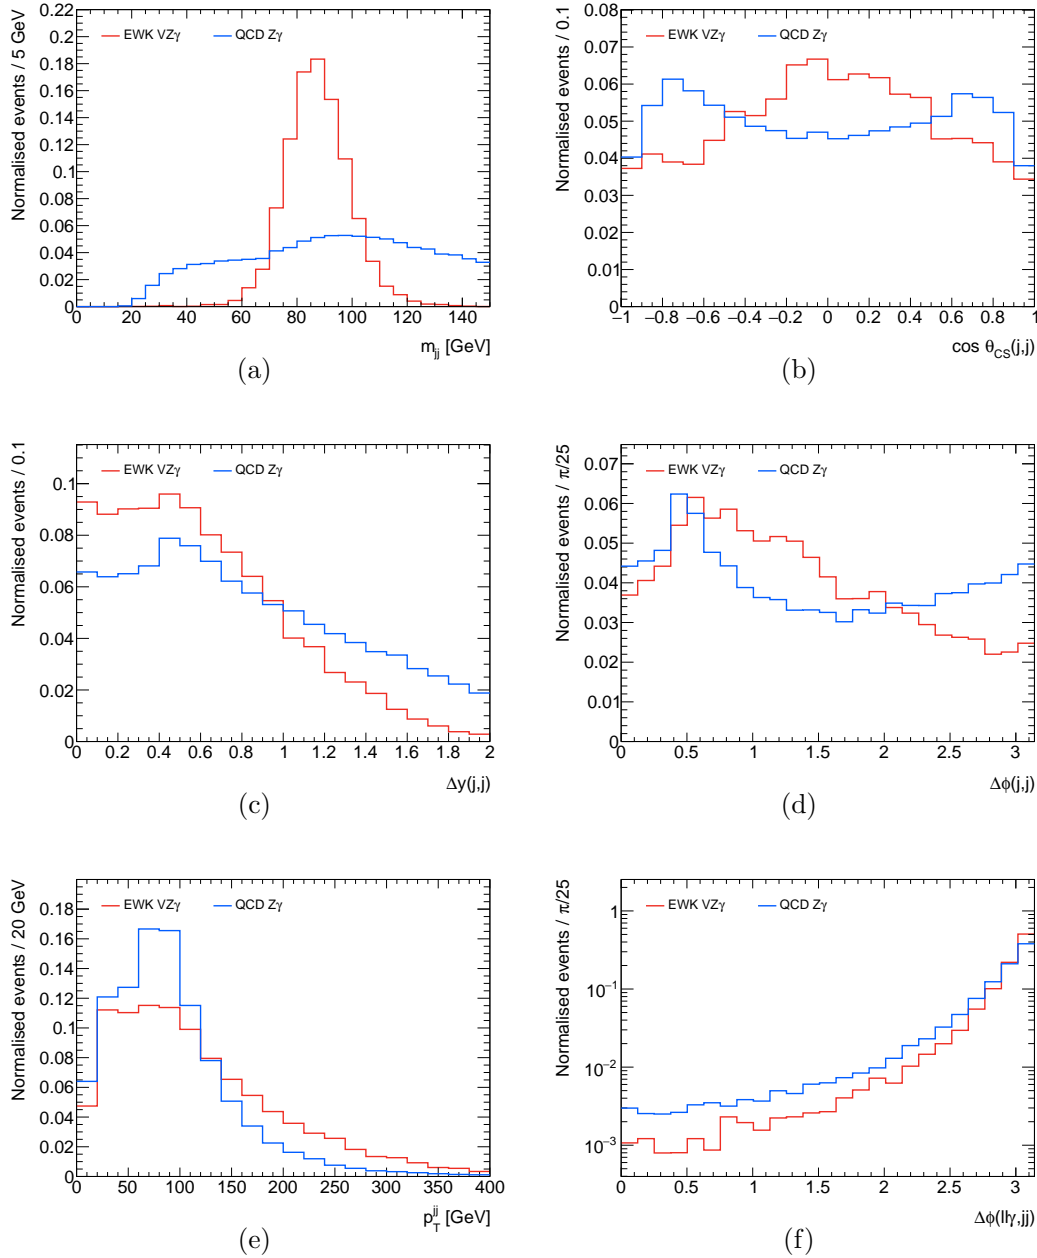 Normalised events / 5 GeV
0.22
0.2
0.18
0.16
0.14
0.12
0.1
0.08
0.06
0.04
0.02
0
EWK VZγ QCD Zγ
0 20 40 60 80 100 120 140
m_jj [GeV]
(a)
Normalised events / 0.1
0.08
0.07
0.06
0.05
0.04
0.03
0.02
0.01
0
EWK VZγ QCD Zγ
−1 −0.8 −0.6 −0.4 −0.2 0 0.2 0.4 0.6 0.8 1
cos θ_CS(j,j)
(b)
Normalised events / 0.1
0.1
0.08
0.06
0.04
0.02
0
EWK VZγ QCD Zγ
0 0.2 0.4 0.6 0.8 1 1.2 1.4 1.6 1.8 2
Δy(j,j)
(c)
Normalised events / π/25
0.07
0.06
0.05
0.04
0.03
0.02
0.01
0
EWK VZγ QCD Zγ
0 0.5 1 1.5 2 2.5 3
Δϕ(j,j)
(d)
Normalised events / 20 GeV
0.18
0.16
0.14
0.12
0.1
0.08
0.06
0.04
0.02
0
EWK VZγ QCD Zγ
0 50 100 150 200 250 300 350 400
p_T^jj [GeV]
(e)
Normalised events / π/25
1
10⁻¹
10⁻²
10⁻³
EWK VZγ QCD Zγ
0 0.5 1 1.5 2 2.5 3
Δϕ(llγ,jj)
(f)